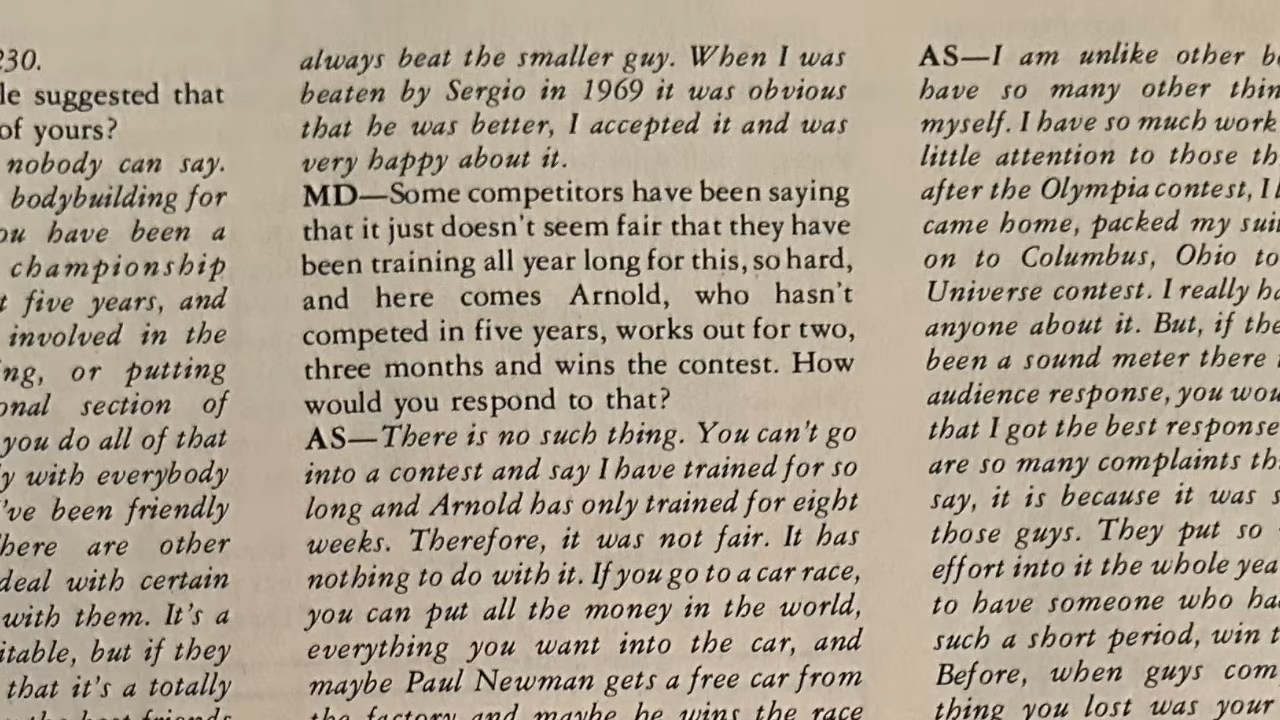 230.
suggested that
of yours?
nobody can say.
bodybuilding for
have been a
championship
five years, and
involved in the
or putting
section of
you do all of that
with everybody
've been friendly
are other
deal with certain
with them. It's a
but if they
that it's a totally
always beat the smaller guy. When I was
beaten by Sergio in 1969 it was obvious
that he was better, I accepted it and was
very happy about it.
MD—Some competitors have been saying
that it just doesn't seem fair that they have
been training all year long for this, so hard,
and here comes Arnold, who hasn't
competed in five years, works out for two,
three months and wins the contest. How
would you respond to that?
AS—There is no such thing. You can't go
into a contest and say I have trained for so
long and Arnold has only trained for eight
weeks. Therefore, it was not fair. It has
nothing to do with it. If you go to a car race,
you can put all the money in the world,
everything you want into the car, and
maybe Paul Newman gets a free car from
the factory and maybe he wins the race
AS—I am unlike other
have so many other
myself. I have so much work
little attention to those
after the Olympia contest, I
came home, packed my
on to Columbus, Ohio to
Universe contest. I really
anyone about it. But, if
been a sound meter there
audience response, you
that I got the best response
are so many complaints
say, it is because it was
those guys. They put so
effort into it the whole
to have someone who
such a short period, win
Before, when guys
thing you lost was your